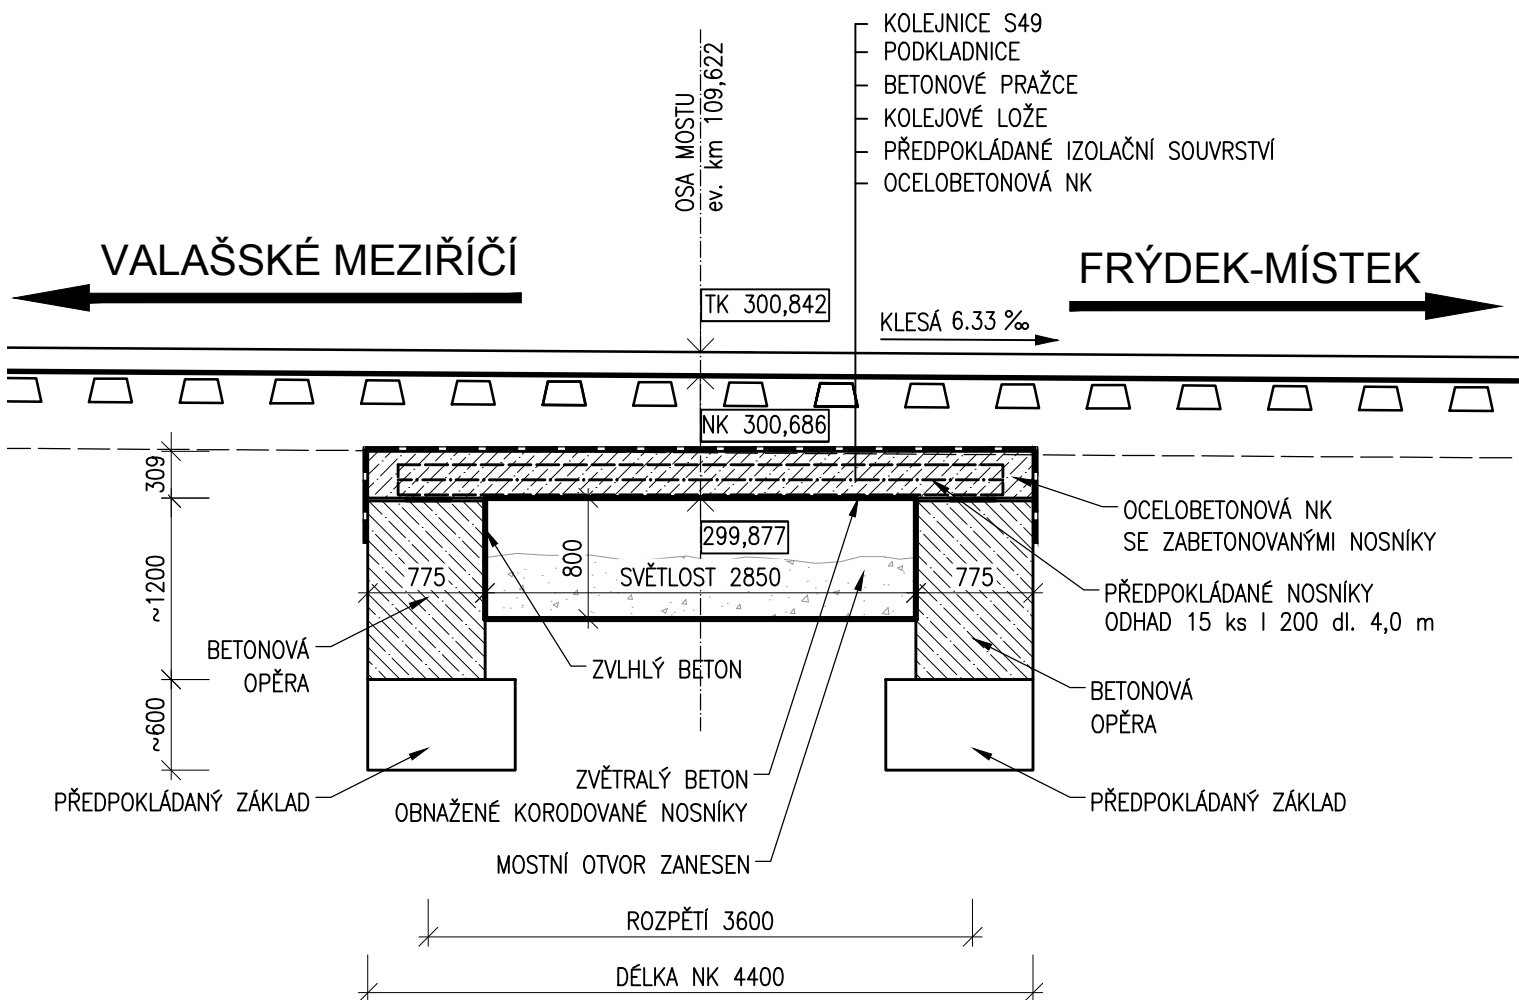 KOLEJNICE S49
PODKLADNICE
BETONOVÉ PRAŽCE
KOLEJOVÉ LOŽE
PŘEDPOKLÁDANÉ IZOLAČNÍ SOUVRSTVÍ
OCELOBETONOVÁ NK
OSA MOSTU
ev. km 109,622
VALAŠSKÉ MEZIŘÍČÍ
FRÝDEK-MÍSTEK
TK 300,842
KLESÁ 6.33 ‰
NK 300,686
309
OCELOBETONOVÁ NK
SE ZABETONOVANÝMI NOSNÍKY
299,877
800
~1200
775
SVĚTLOST 2850
775
PŘEDPOKLÁDANÉ NOSNÍKY
ODHAD 15 ks I 200 dl. 4,0 m
BETONOVÁ
OPĚRA
ZVLHLÝ BETON
BETONOVÁ
OPĚRA
~600
ZVĚTRALÝ BETON
OBNAŽENÉ KORODOVANÉ NOSNÍKY
PŘEDPOKLÁDANÝ ZÁKLAD
PŘEDPOKLÁDANÝ ZÁKLAD
MOSTNÍ OTVOR ZANESEN
ROZPĚTÍ 3600
DÉLKA NK 4400